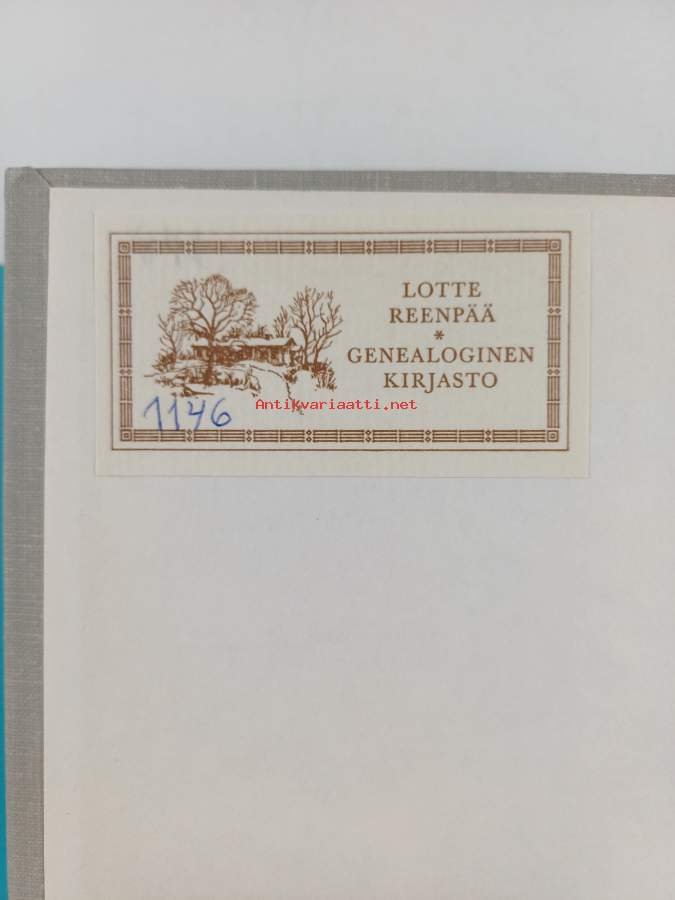 LOTTE
REENPÄÄ
*
GENEALOGINEN
KIRJASTO
Antikvariaatti.net
1146